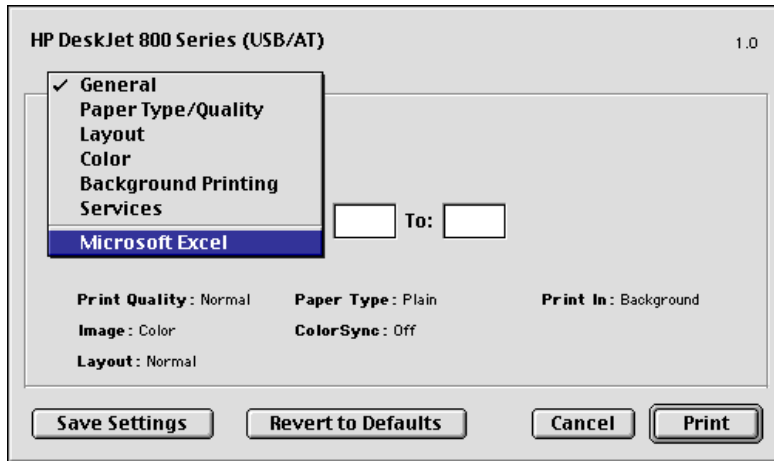 HP DeskJet 800 Series (USB/AT)
1.0
✓ General
Paper Type/Quality
Layout
Color
Background Printing
Services
Microsoft Excel
To:
Print Quality: Normal Paper Type: Plain Print In: Background
Image: Color ColorSync: Off
Layout: Normal
Save Settings Revert to Defaults Cancel Print